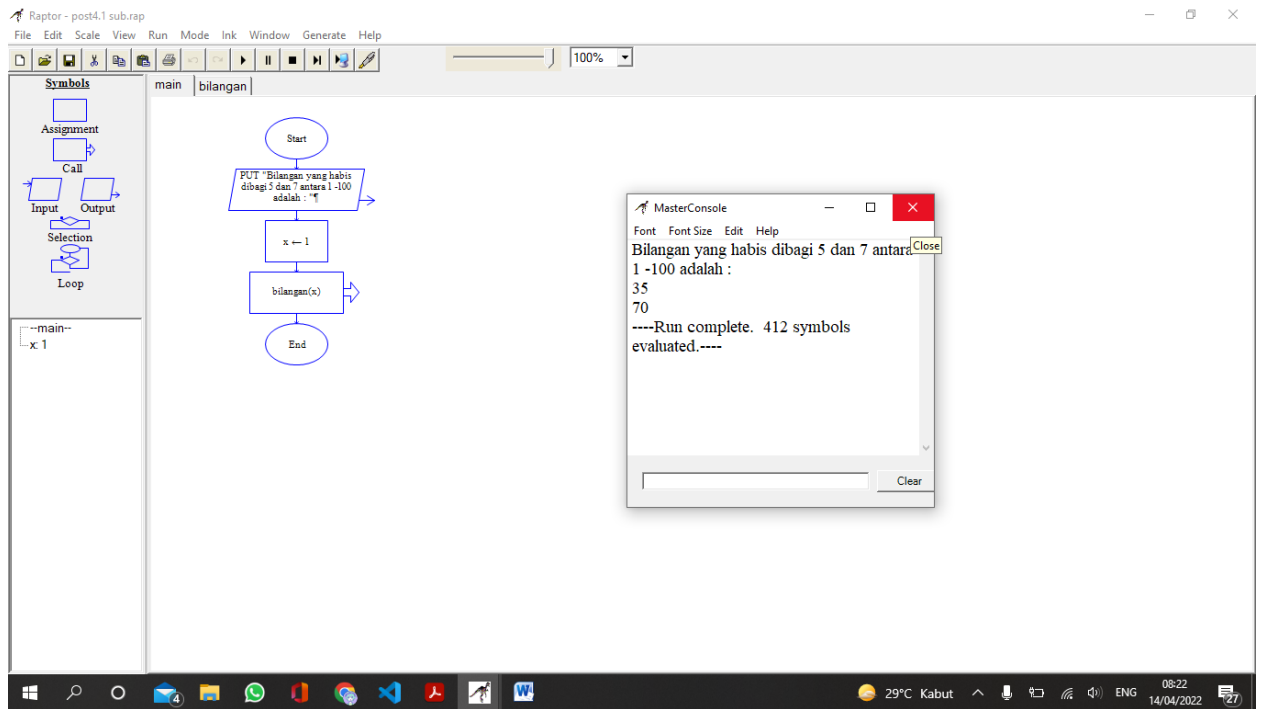 Raptor - post4.1 sub.rap
File Edit Scale View Run Mode Ink Window Generate Help
100%
Symbols
Assignment
Call
Input Output
Selection
Loop
--main--
x: 1
main bilangan
Start
PUT "Bilangan yang habis
dibagi 5 dan 7 antara 1 -100
adalah : "¶
x ← 1
bilangan(x)
End
MasterConsole
Font Font Size Edit Help
Close
Bilangan yang habis dibagi 5 dan 7 antara
1 -100 adalah :
35
70
----Run complete. 412 symbols
evaluated.----
Clear
4
W
29°C Kabut
ENG
08:22
14/04/2022
27